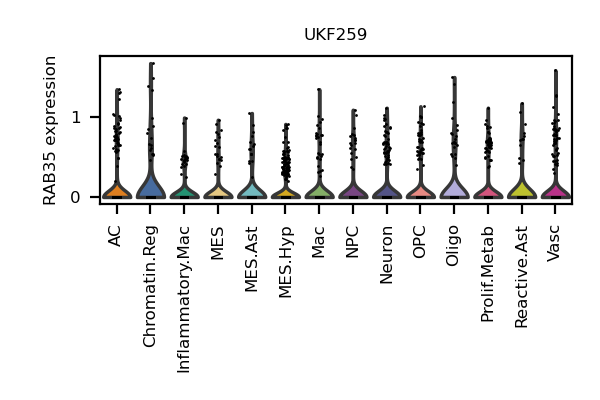 UKF259
RAB35 expression
1
0
AC
Chromatin.Reg
Inflammatory.Mac
MES
MES.Ast
MES.Hyp
Mac
NPC
Neuron
OPC
Oligo
Prolif.Metab
Reactive.Ast
Vasc